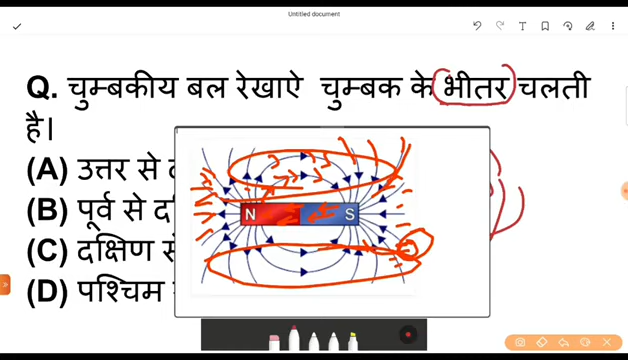 Untitled document
Q. चुम्बकीय बल रेखाऐ चुम्बक के भीतर चलती
है।
(A) उत्तर से
(B) पूर्व से
(C) दक्षिण से
(D) पश्चिम
N S